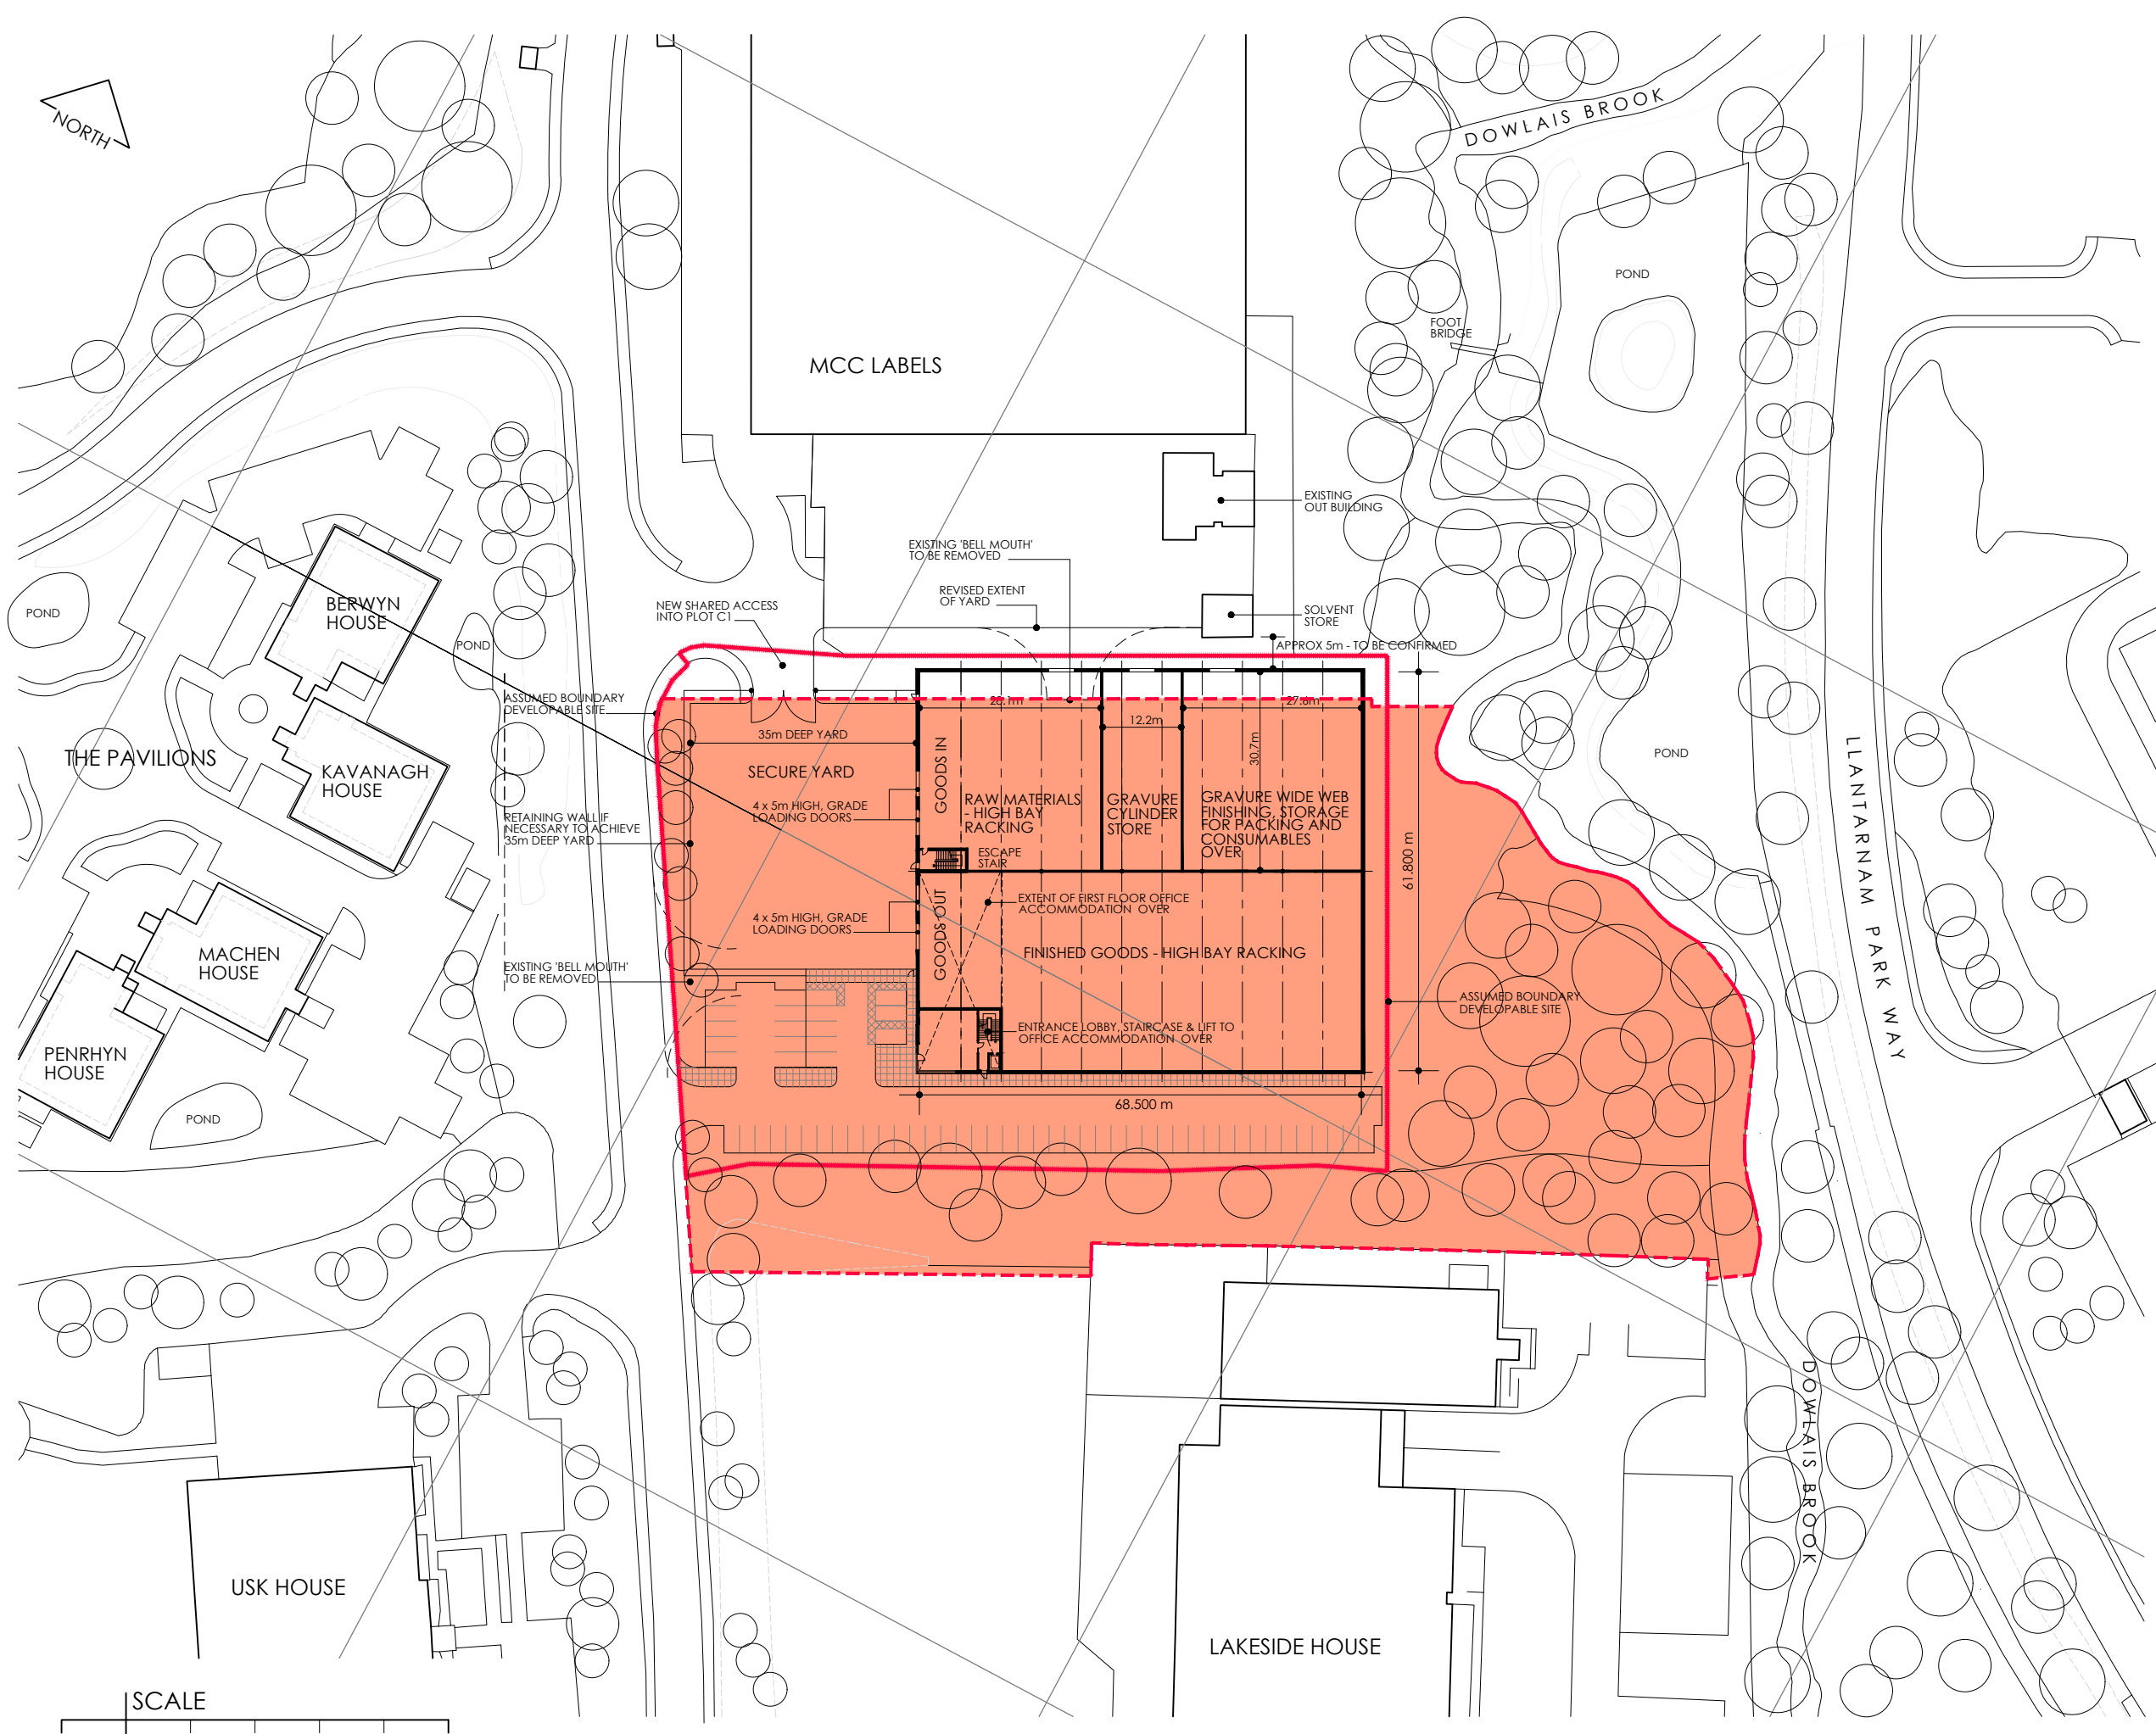 NORTH
DOWLAIS BROOK
POND
FOOT
BRIDGE
MCC LABELS
EXISTING
OUT BUILDING
EXISTING 'BELL MOUTH'
TO BE REMOVED
REVISED EXTENT
OF YARD
NEW SHARED ACCESS
INTO PLOT C1
SOLVENT
STORE
APPROX 5m - TO BE CONFIRMED
POND
BERWYN
HOUSE
POND
ASSUMED BOUNDARY
DEVELOPABLE SITE
THE PAVILIONS
KAVANAGH
HOUSE
35m DEEP YARD
SECURE YARD
4 x 5m HIGH, GRADE
LOADING DOORS
GOODS IN
12.2m
27.6m
30.7m
RAW MATERIALS
- HIGH BAY
RACKING
GRAVURE
CYLINDER
STORE
GRAVURE WIDE WEB
FINISHING, STORAGE
FOR PACKING AND
CONSUMABLES
OVER
POND
LLANTARNAM PARK WAY
RETAINING WALL IF
NECESSARY TO ACHIEVE
35m DEEP YARD
ESCAPE
STAIR
61.800 m
4 x 5m HIGH, GRADE
LOADING DOORS
GOODS OUT
EXTENT OF FIRST FLOOR OFFICE
ACCOMMODATION OVER
FINISHED GOODS - HIGH BAY RACKING
MACHEN
HOUSE
EXISTING 'BELL MOUTH'
TO BE REMOVED
ASSUMED BOUNDARY
DEVELOPABLE SITE
ENTRANCE LOBBY, STAIRCASE & LIFT TO
OFFICE ACCOMMODATION OVER
PENRHYN
HOUSE
POND
68.500 m
DOWLAIS BROOK
USK HOUSE
LAKESIDE HOUSE
SCALE